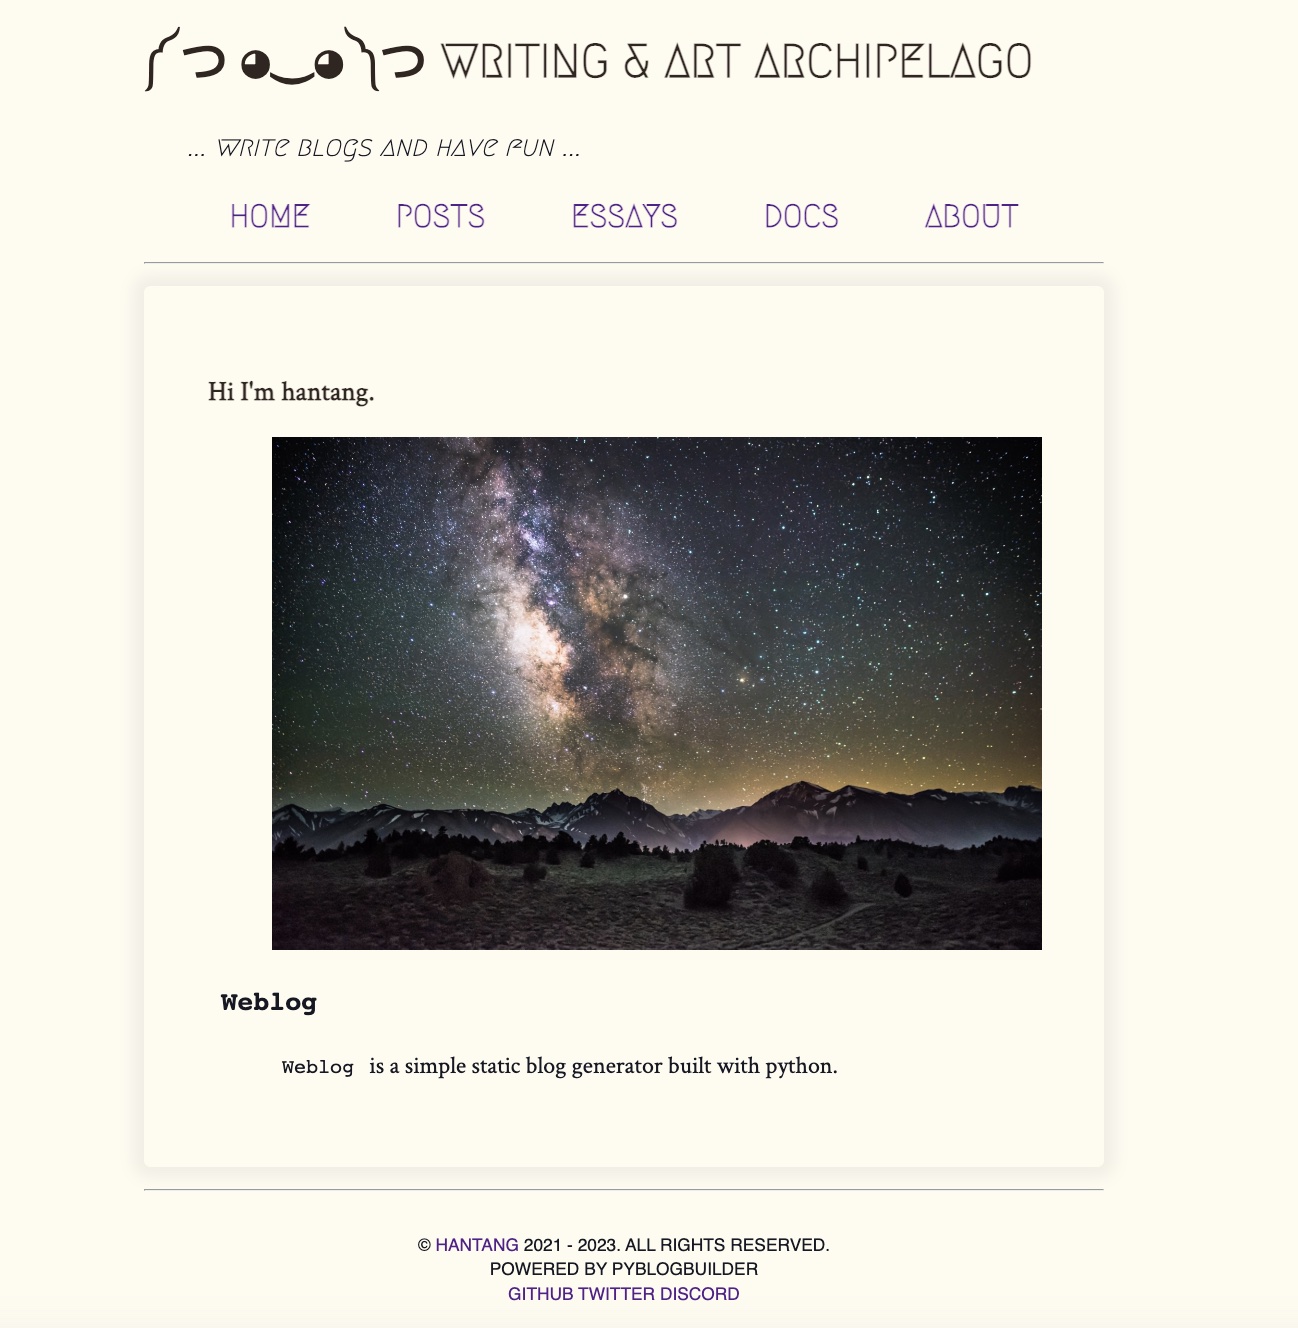 ༼ つ ◕‿◕ ༽つ WRITING & ART ARCHIPELAGO
... WRITE BLOGS AND HAVE FUN ...
HOME POSTS ESSAYS DOCS ABOUT
Hi I'm hantang.
Weblog
Weblog is a simple static blog generator built with python.
© HANTANG 2021 - 2023. ALL RIGHTS RESERVED.
POWERED BY PYBLOGBUILDER
GITHUB TWITTER DISCORD